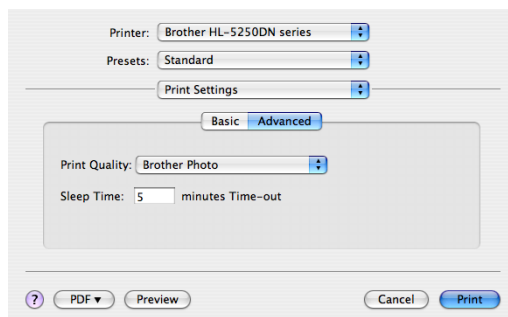 Printer: Brother HL-5250DN series
Presets: Standard
Print Settings
Basic Advanced
Print Quality: Brother Photo
Sleep Time: 5 minutes Time-out
? PDF▼ Preview Cancel Print